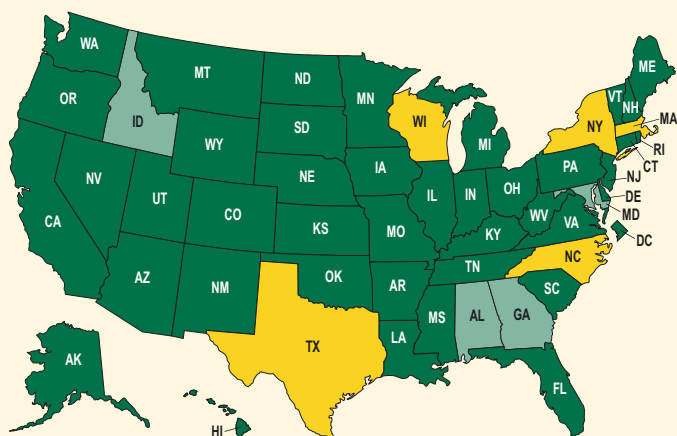 WA
MT
ND
MN
ME
VT
NH
OR
ID
SD
WI
NY
MA
WY
MI
RI
CT
IA
PA
NE
NJ
NV
OH
IL
IN
DE
UT
MD
CA
CO
WV
VA
KS
MO
KY
DC
NC
TN
OK
AZ
NM
AR
SC
MS
AL
GA
LA
TX
AK
FL
HI